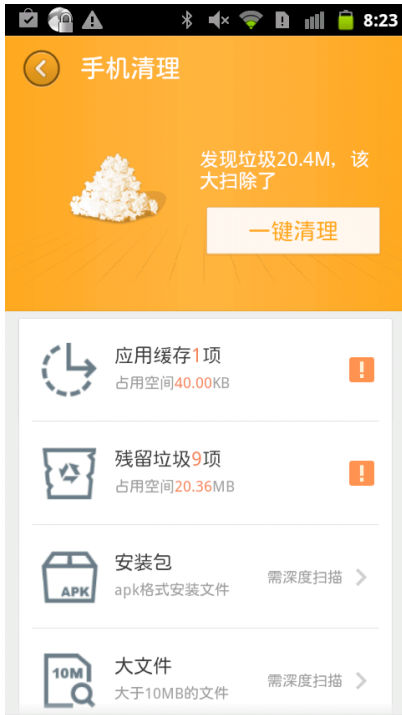 8:23
手机清理
发现垃圾20.4M，该
大扫除了
一键清理
应用缓存1项
占用空间40.00KB
残留垃圾9项
占用空间20.36MB
安装包
apk格式安装文件
需深度扫描
APK
大文件
大于10MB的文件
需深度扫描
10M